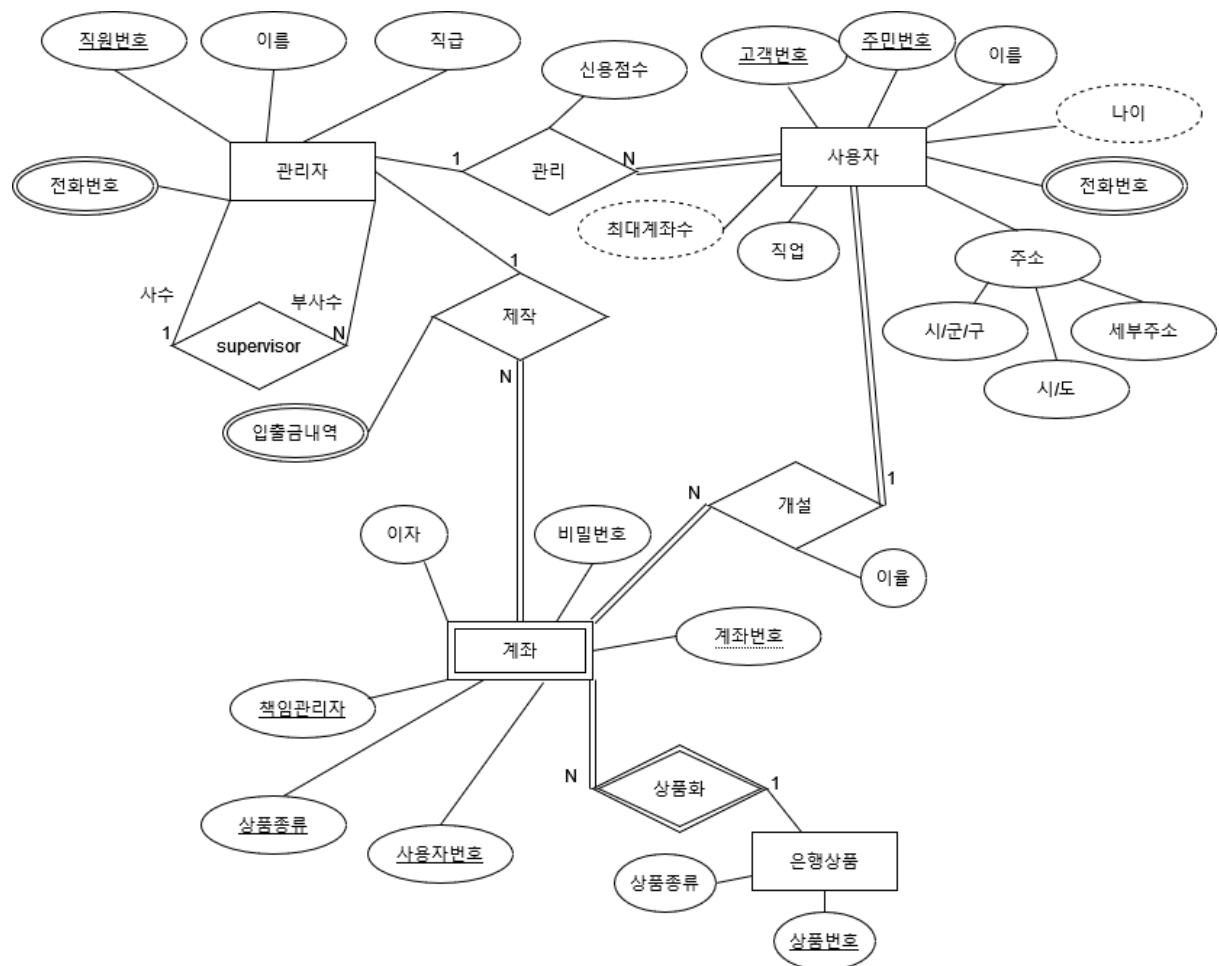 직원번호
이름
직급
신용점수
고객번호
주민번호
이름
나이
전화번호
관리자
1
관리
N
사용자
전화번호
최대계좌수
직업
주소
시/군/구
세부주소
시/도
사수
부사수
1
supervisor
N
1
제작
N
입출금내역
N
개설
1
이율
이자
비밀번호
계좌
계좌번호
책임관리자
상품종류
사용자번호
N
상품화
1
은행상품
상품종류
상품번호